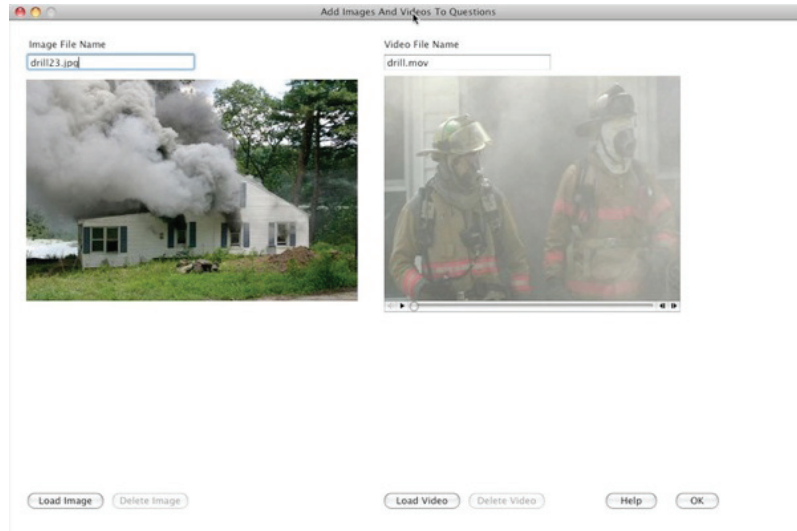 Add Images And Videos To Questions
Image File Name
drill23.jpg
Video File Name
drill.mov
Load Image
Delete Image
Load Video
Delete Video
Help
OK